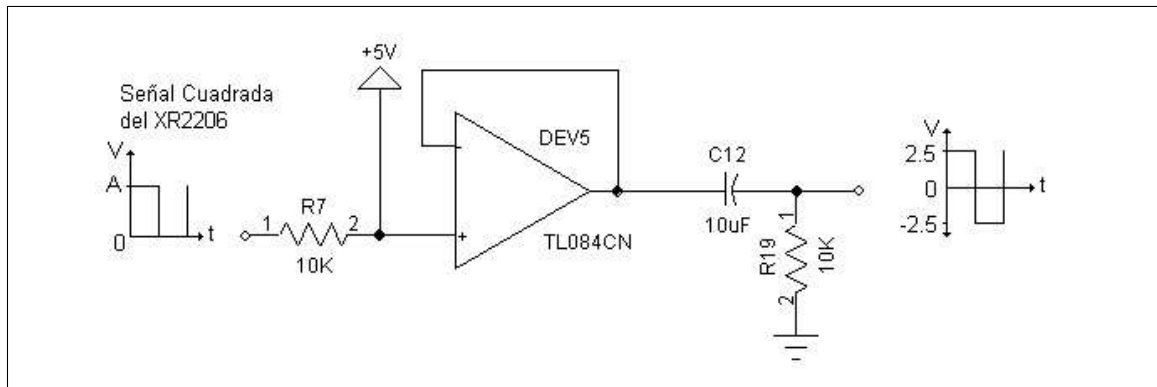 +5V
Señal Cuadrada
del XR2206
V
A
0
t
1
R7
2
10K
-
+
DEV5
TL084CN
C12
10uF
1
R19
10K
2
V
2.5
0
-2.5
t